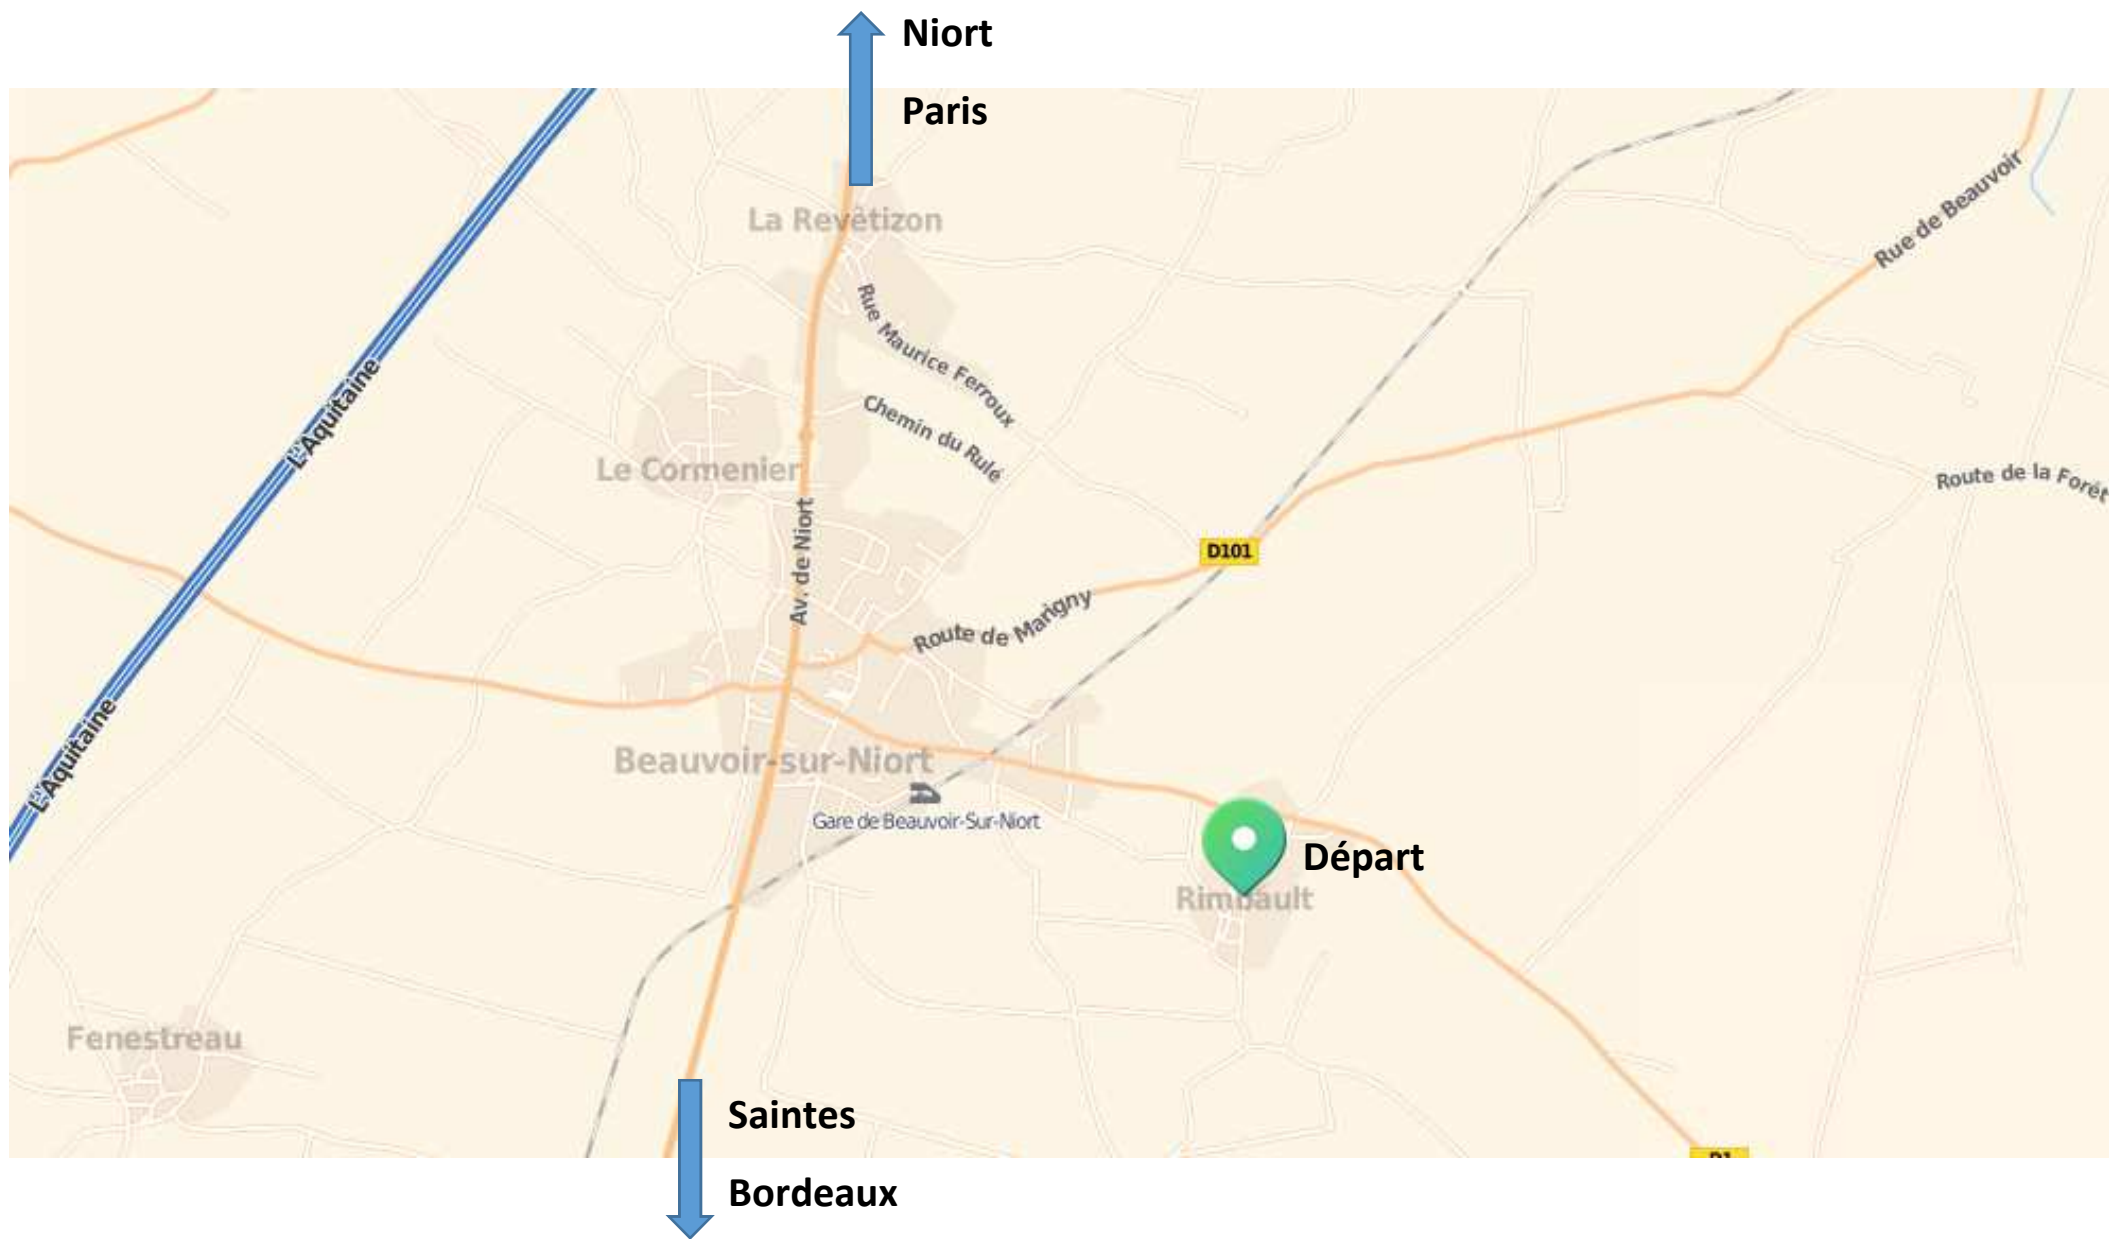 Niort
Paris
La Revêtizon
Rue de Beauvoir
Rue Maurice Ferroux
L'Aquitaine
Chemin du Rulé
Le Cormenier
Route de la Forêt
Av. de Niort
D101
Route de Marigny
L'Aquitaine
Beauvoir-sur-Niort
Gare de Beauvoir-Sur-Niort
Départ
Rimbault
Fenestreau
Saintes
Bordeaux